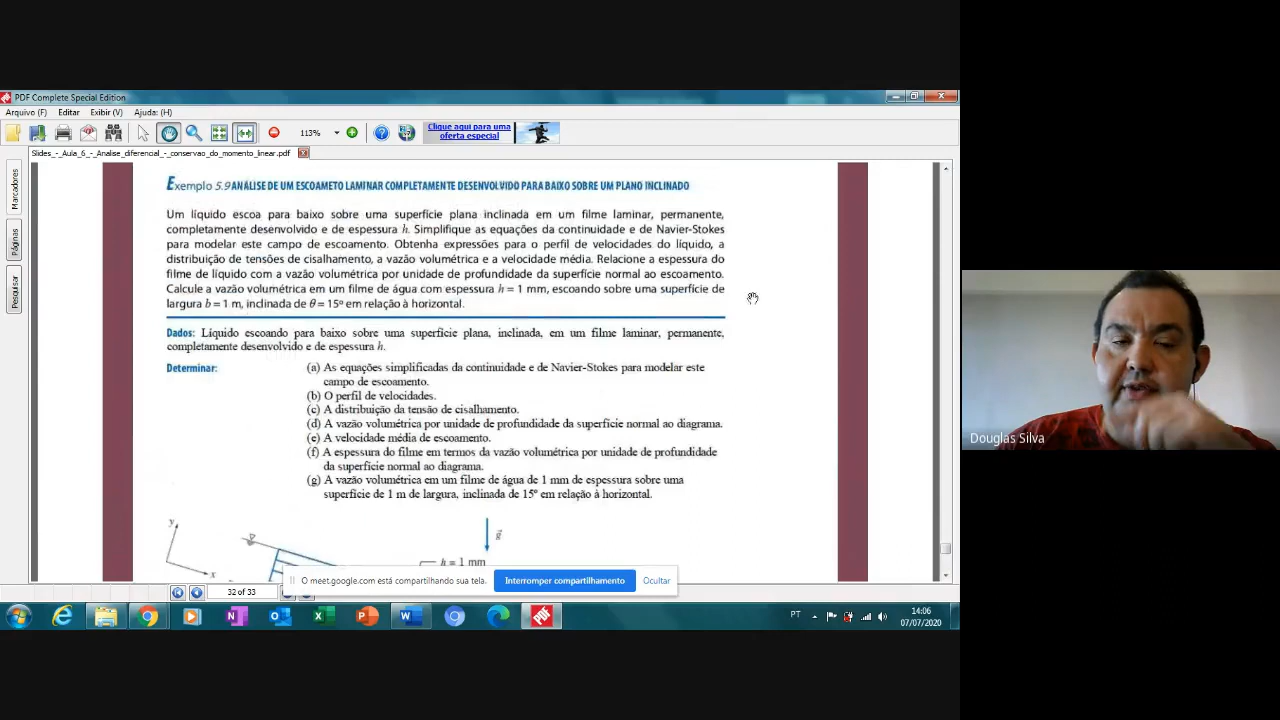 PDF Complete Special Edition
Arquivo (F) Editar Exibir (V) Ajuda: (H)
113%
Clique aqui para uma
oferta especial
Slides_-_Aula_6_-_Analise_diferencial_-_conservao_do_momento_linear.pdf
Marcadores
Páginas
Pesquisar
Exemplo 5.9 ANÁLISE DE UM ESCOAMETO LAMINAR COMPLETAMENTE DESENVOLVIDO PARA BAIXO SOBRE UM PLANO INCLINADO
Um líquido escoa para baixo sobre uma superfície plana inclinada em um filme laminar, permanente,
completamente desenvolvido e de espessura h. Simplifique as equações da continuidade e de Navier-Stokes
para modelar este campo de escoamento. Obtenha expressões para o perfil de velocidades do líquido, a
distribuição de tensões de cisalhamento, a vazão volumétrica e a velocidade média. Relacione a espessura do
filme de líquido com a vazão volumétrica por unidade de profundidade da superfície normal ao escoamento.
Calcule a vazão volumétrica em um filme de água com espessura h = 1 mm, escoando sobre uma superfície de
largura b = 1 m, inclinada de θ = 15º em relação à horizontal.
Dados: Líquido escoando para baixo sobre uma superfície plana, inclinada, em um filme laminar, permanente,
completamente desenvolvido e de espessura h.
Determinar:
(a) As equações simplificadas da continuidade e de Navier-Stokes para modelar este
campo de escoamento.
(b) O perfil de velocidades.
(c) A distribuição da tensão de cisalhamento.
(d) A vazão volumétrica por unidade de profundidade da superfície normal ao diagrama.
(e) A velocidade média de escoamento.
(f) A espessura do filme em termos da vazão volumétrica por unidade de profundidade
da superfície normal ao diagrama.
(g) A vazão volumétrica em um filme de água de 1 mm de espessura sobre uma
superfície de 1 m de largura, inclinada de 15º em relação à horizontal.
y
x
h = 1 mm
O meet.google.com está compartilhando sua tela.
Interromper compartilhamento
Ocultar
32 of 33
PT
14:06
07/07/2020
Douglas Silva